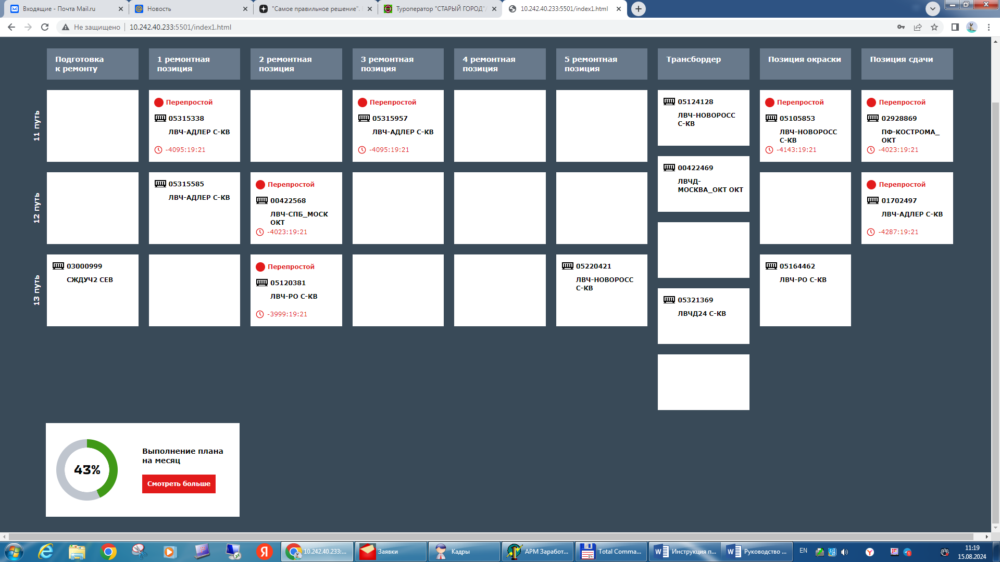 Входящие - Почта Mail.ru
Новость
"Самое правильное решение".
Туроператор "СТАРЫЙ ГОРОД"
10.242.40.233:5501/index1.html
Не защищено
10.242.40.233:5501/index1.html
Подготовка
к ремонту
1 ремонтная
позиция
2 ремонтная
позиция
3 ремонтная
позиция
4 ремонтная
позиция
5 ремонтная
позиция
Трансбордер
Позиция окраски
Позиция сдачи
11 путь
Перепростой
05315338
ЛВЧ-АДЛЕР С-КВ
-4095:19:21
Перепростой
05315957
ЛВЧ-АДЛЕР С-КВ
-4095:19:21
05124128
ЛВЧ-НОВОРОСС
С-КВ
Перепростой
05105853
ЛВЧ-НОВОРОСС
С-КВ
-4143:19:21
Перепростой
02928869
ПФ-КОСТРОМА_
ОКТ
-4023:19:21
12 путь
05315585
ЛВЧ-АДЛЕР С-КВ
Перепростой
00422568
ЛВЧ-СПБ_МОСК
ОКТ
-4023:19:21
00422469
ЛВЧД-
МОСКВА_ОКТ ОКТ
Перепростой
01702497
ЛВЧ-АДЛЕР С-КВ
-4287:19:21
13 путь
03000999
СЖДУЧ2 СЕВ
Перепростой
05120381
ЛВЧ-РО С-КВ
-3999:19:21
05220421
ЛВЧ-НОВОРОСС
С-КВ
05321369
ЛВЧД24 С-КВ
05164462
ЛВЧ-РО С-КВ
43%
Выполнение плана
на месяц
Смотреть больше
10.242.40.233:...
Заявки
Кадры
АРМ Заработ...
Total Comma...
Инструкция п...
Руководство ...
EN
11:19
15.08.2024